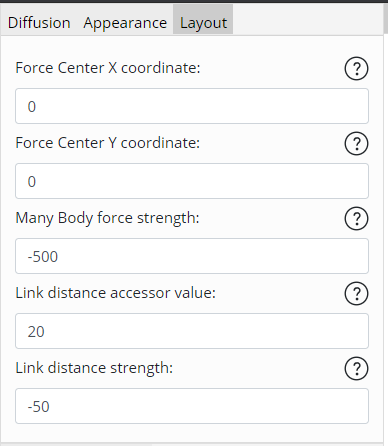 Diffusion Appearance Layout
Force Center X coordinate: ?
0
Force Center Y coordinate: ?
0
Many Body force strength: ?
-500
Link distance accessor value: ?
20
Link distance strength: ?
-50